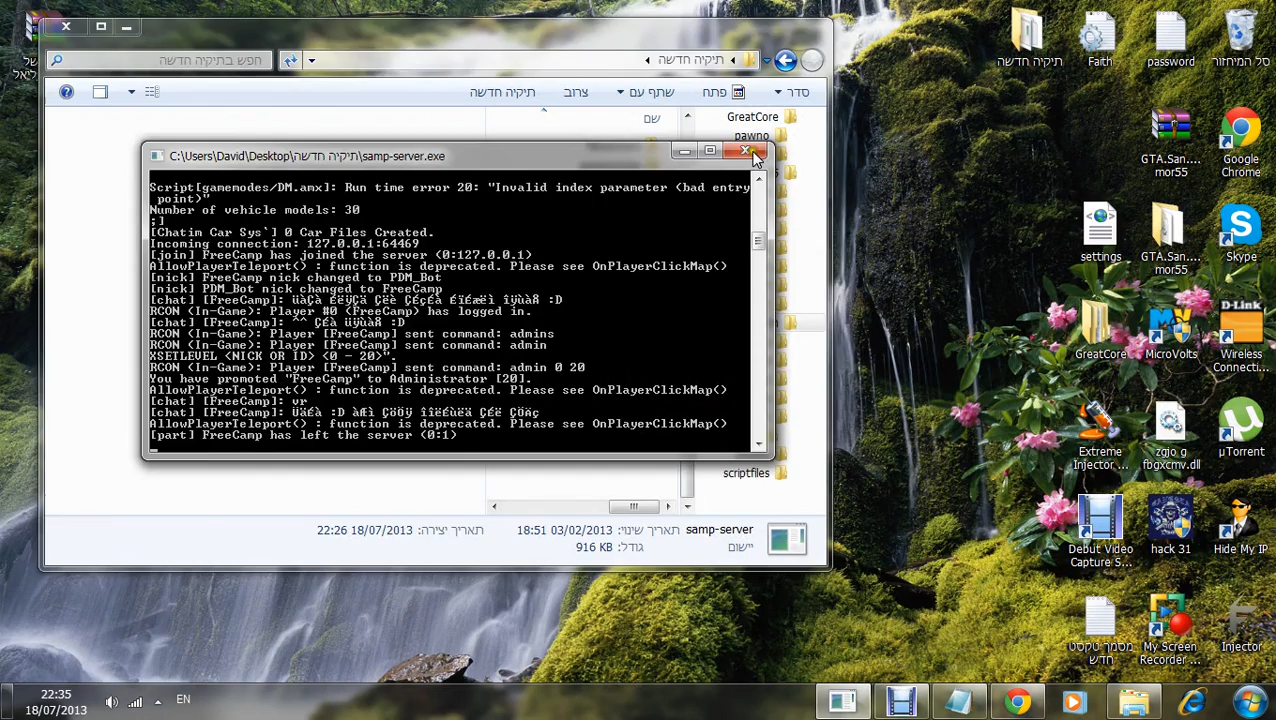 חפש בתיקיה חדשה
תיקיה חדשה
סדר
פתח
שתף עם
צרוב
תיקיה חדשה
שם
GreatCore
pawno
scriptfiles
C:\Users\David\Desktop\תיקיה חדשה\samp-server.exe
Script[gamemodes/DM.amx]: Run time error 20: "Invalid index parameter (bad entry
point)"
Number of vehicle models: 30
;]
[Chatim Car Sys`] 0 Car Files Created.
[join] FreeCamp has joined the server (0:127.0.0.1)
AllowPlayerTeleport() : function is deprecated. Please see OnPlayerClickMap()
[nick] FreeCamp nick changed to PDM_Bot
[nick] PDM_Bot nick changed to FreeCamp
[chat] [FreeCamp]: :D
RCON (In-Game): Player #0 (FreeCamp) has logged in.
[chat] [FreeCamp]: ^^ :D
RCON (In-Game): Player [FreeCamp] sent command: admins
RCON (In-Game): Player [FreeCamp] sent command: admin
XSETLEVEL <NICK OR ID> <0 - 20>".
RCON (In-Game): Player [FreeCamp] sent command: admin 0 20
You have promoted "FreeCamp" to Administrator [20].
AllowPlayerTeleport() : function is deprecated. Please see OnPlayerClickMap()
[chat] [FreeCamp]: vr
[chat] [FreeCamp]: :D
AllowPlayerTeleport() : function is deprecated. Please see OnPlayerClickMap()
[part] FreeCamp has left the server (0:1)
samp-server תאריך שינוי: 03/02/2013 18:51 תאריך יצירה: 18/07/2013 22:26
יישום גודל: 916 KB
סל המיחזור
password
Faith
תיקיה חדשה
Google
Chrome
GTA.San....
mor55
Skype
GTA.San....
mor55
settings
D-Link
Wireless
Connectio...
MicroVolts
GreatCore
µTorrent
zgjo g
fbgxcmv.dll
Extreme
Injector ...
Hide My IP
hack 31
Debut Video
Capture S...
Injector
My Screen
Recorder ...
מסמך טקסט
חדש
EN
22:35
18/07/2013